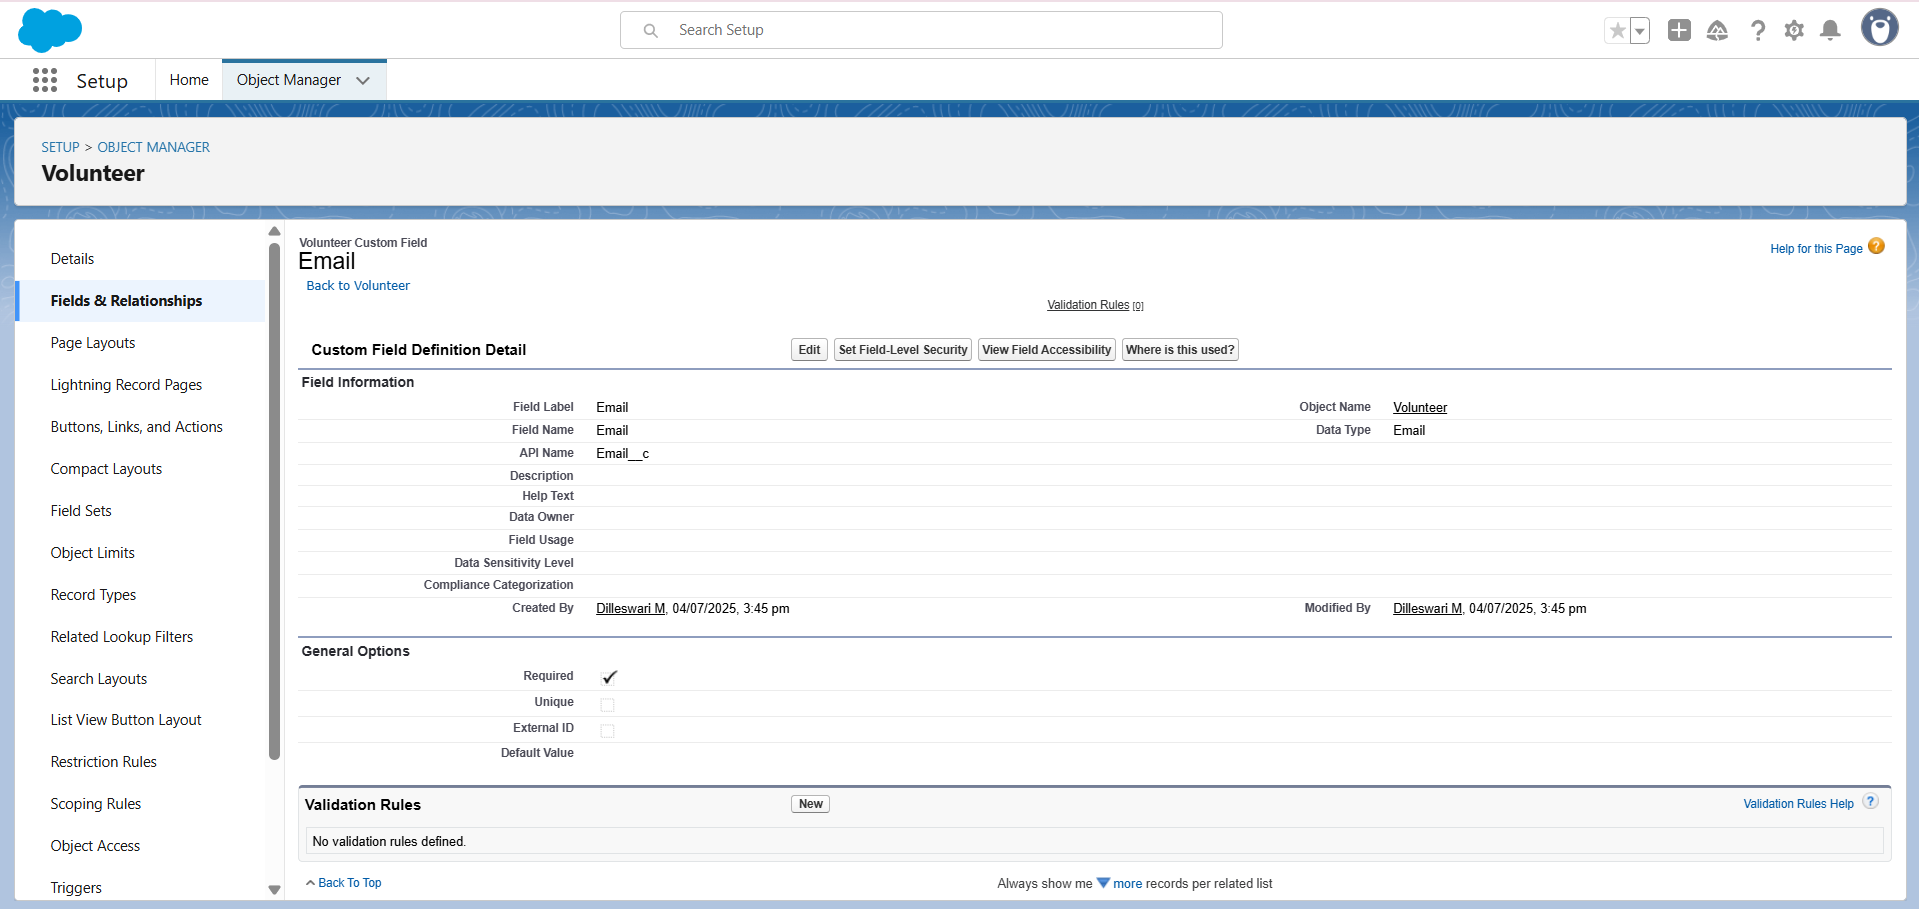 Search Setup
Setup
Home
Object Manager
SETUP > OBJECT MANAGER
Volunteer
Details
Fields & Relationships
Page Layouts
Lightning Record Pages
Buttons, Links, and Actions
Compact Layouts
Field Sets
Object Limits
Record Types
Related Lookup Filters
Search Layouts
List View Button Layout
Restriction Rules
Scoping Rules
Object Access
Triggers
Volunteer Custom Field
Email
Help for this Page ?
Back to Volunteer
Validation Rules [0]
Custom Field Definition Detail Edit Set Field-Level Security View Field Accessibility Where is this used?
Field Information
Field Label Email Object Name Volunteer
Field Name Email Data Type Email
API Name Email__c
Description
Help Text
Data Owner
Field Usage
Data Sensitivity Level
Compliance Categorization
Created By Dilleswari M, 04/07/2025, 3:45 pm Modified By Dilleswari M, 04/07/2025, 3:45 pm
General Options
Required
Unique
External ID
Default Value
Validation Rules New Validation Rules Help ?
No validation rules defined.
Back To Top Always show me more records per related list